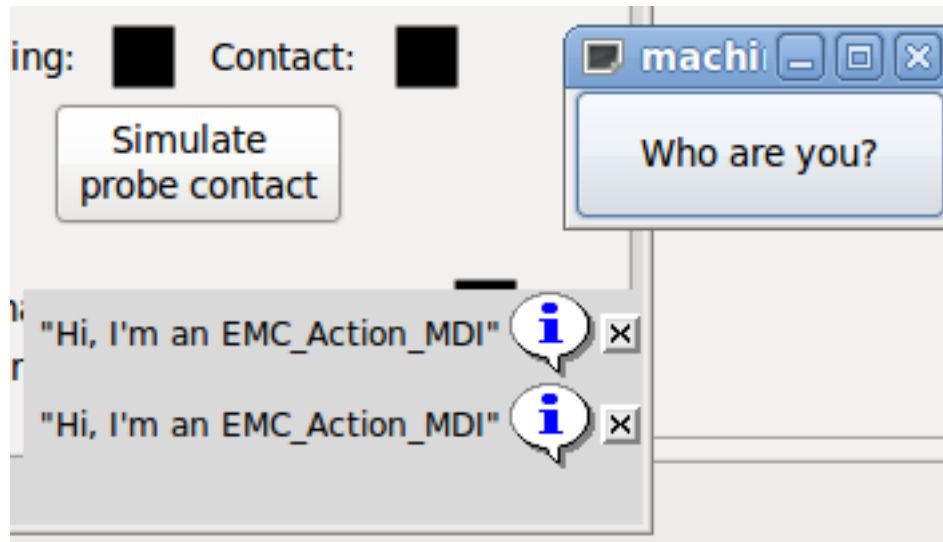 ing:
Contact:
machi
Simulate
probe contact
Who are you?
"Hi, I'm an EMC_Action_MDI"
"Hi, I'm an EMC_Action_MDI"